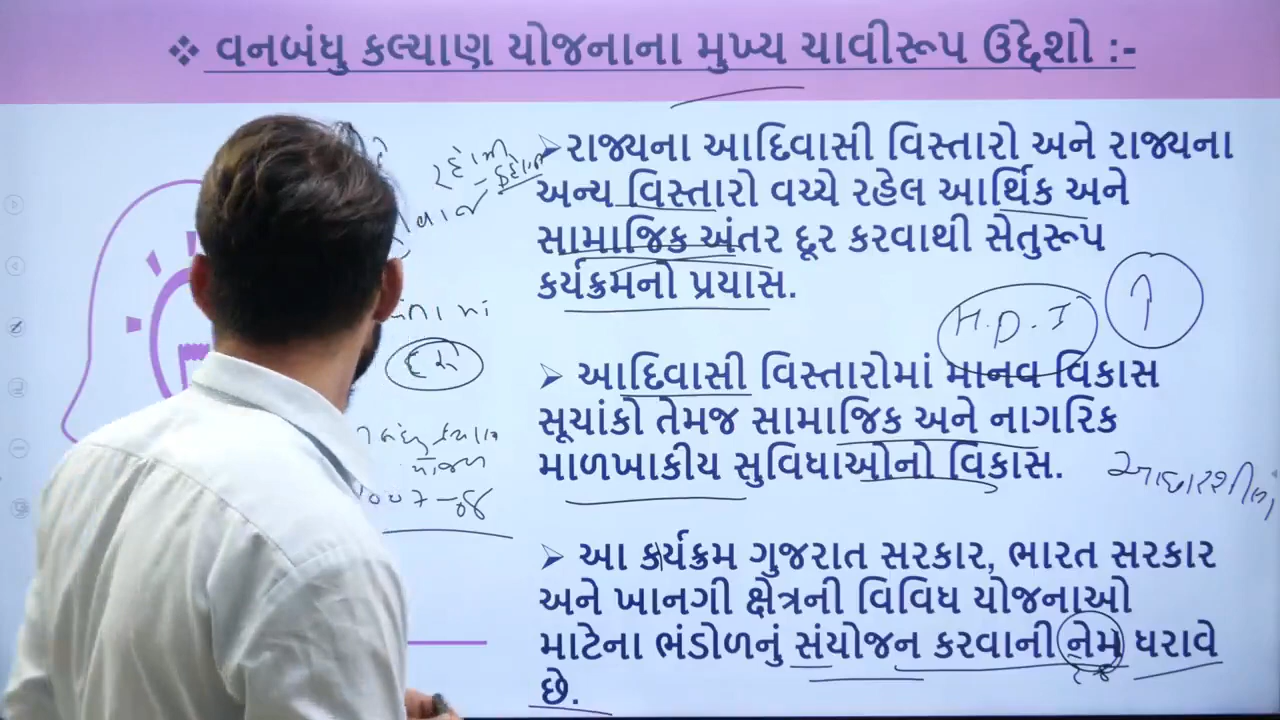 ❖ વનબંધુ કલ્યાણ યોજનાના મુખ્ય ચાવીરૂપ ઉદ્દેશો :-
➢રાજ્યના આદિવાસી વિસ્તારો અને રાજ્યના
અન્ય વિસ્તારો વચ્ચે રહેલ આર્થિક અને
સામાજિક અંતર દૂર કરવાથી સેતુરૂપ
કર્યક્રમનો પ્રયાસ.
H.D.I
↑
➢ આદિવાસી વિસ્તારોમાં માનવ વિકાસ
સૂચાંકો તેમજ સામાજિક અને નાગરિક
માળખાકીય સુવિધાઓનો વિકાસ.
➢ આ કર્યક્રમ ગુજરાત સરકાર, ભારત સરકાર
અને ખાનગી ક્ષેત્રની વિવિધ યોજનાઓ
માટેના ભંડોળનું સંયોજન કરવાની નેમ ધરાવે
છે.